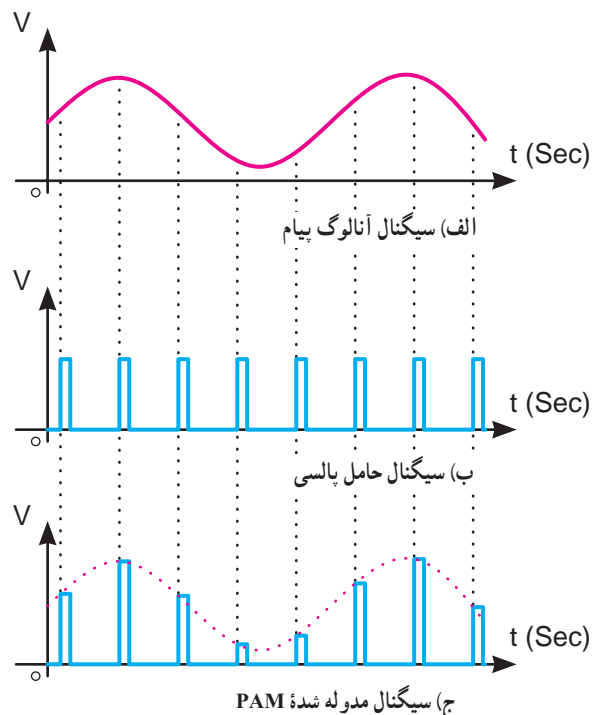 V
t (Sec)
o
الف) سیگنال آنالوگ پیام
V
t (Sec)
o
ب) سیگنال حامل پالسی
V
t (Sec)
o
ج) سیگنال مدوله شدهٔ PAM